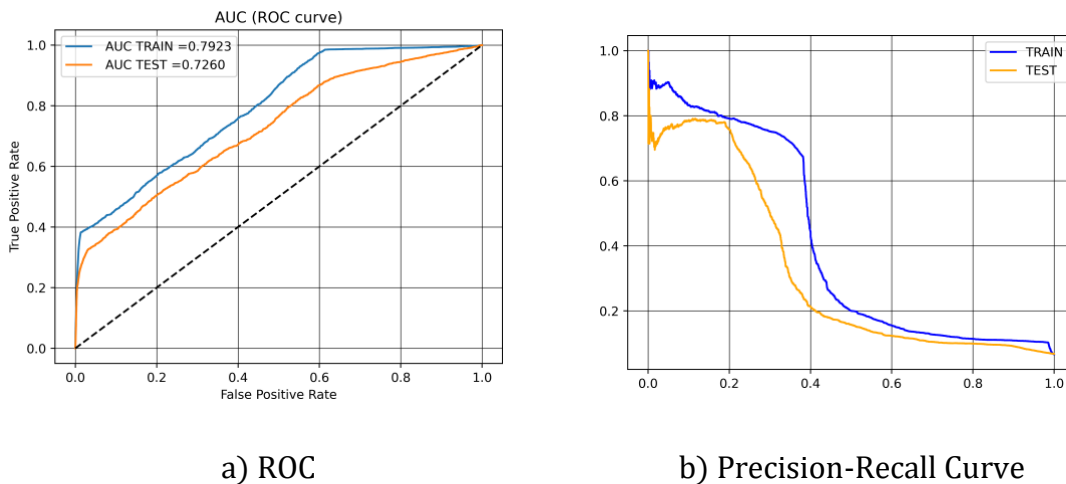 AUC (ROC curve)
AUC TRAIN =0.7923
AUC TEST =0.7260
True Positive Rate
1.0
0.8
0.6
0.4
0.2
0.0
0.0 0.2 0.4 0.6 0.8 1.0
False Positive Rate
TRAIN
TEST
1.0
0.8
0.6
0.4
0.2
0.0 0.2 0.4 0.6 0.8 1.0
a) ROC
b) Precision-Recall Curve